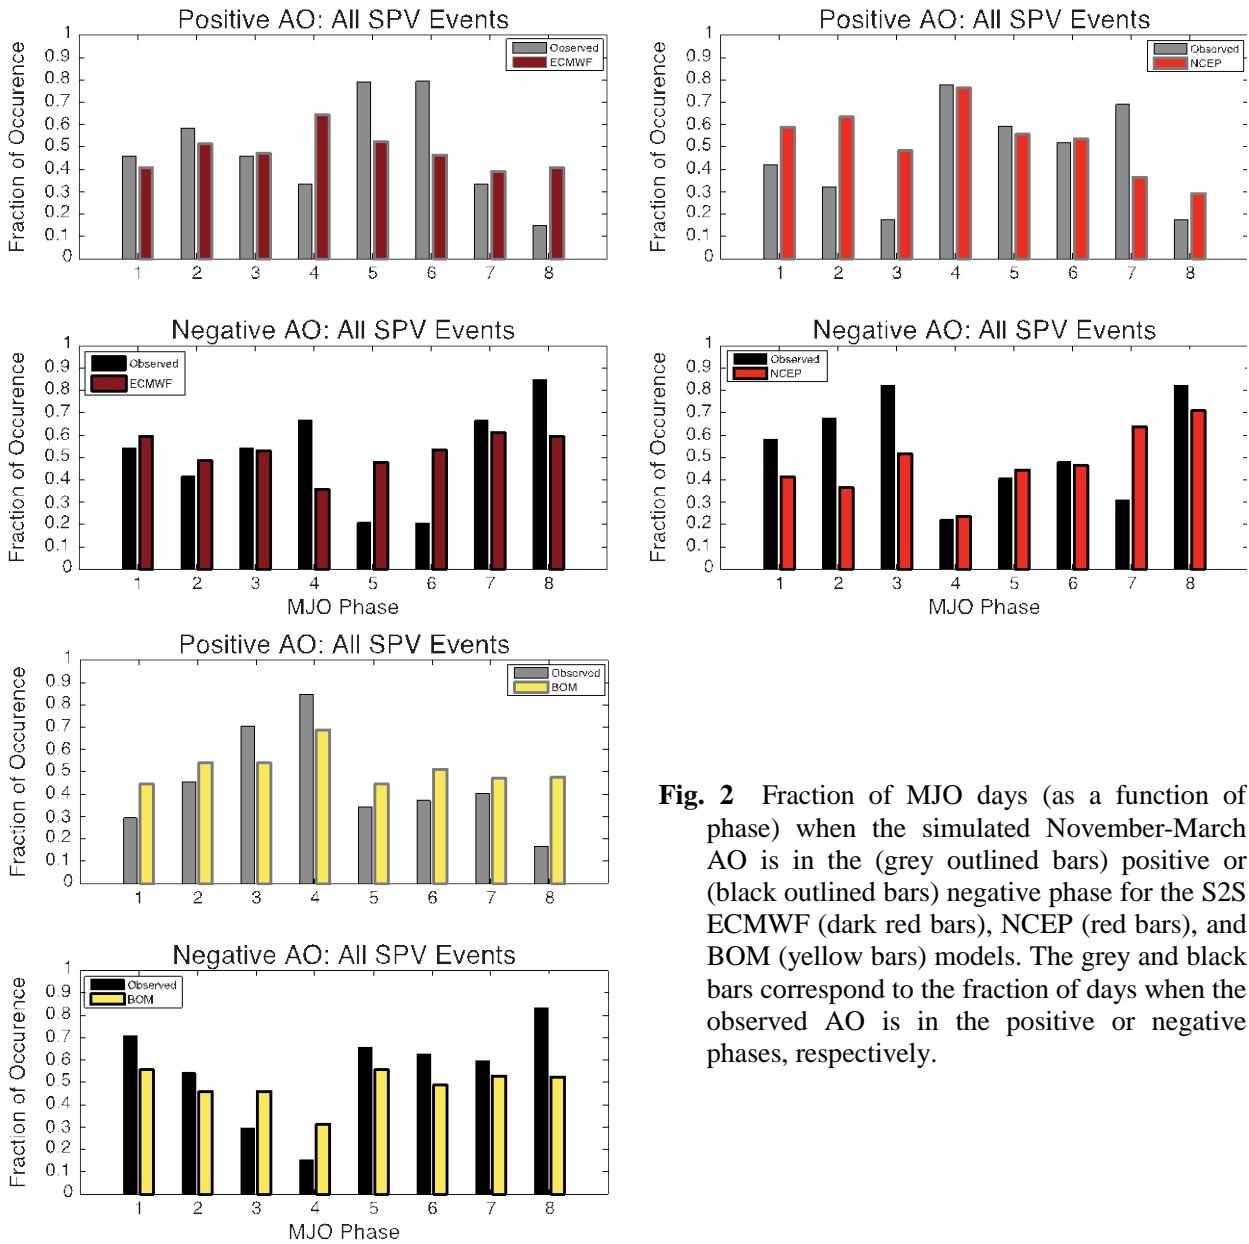 Positive AO: All SPV Events
Fraction of Occurence
1
0.9
0.8
0.7
0.6
0.5
0.4
0.3
0.2
0.1
0
Observed
ECMWF
1 2 3 4 5 6 7 8
Positive AO: All SPV Events
Fraction of Occurence
1
0.9
0.8
0.7
0.6
0.5
0.4
0.3
0.2
0.1
0
Observed
NCEP
1 2 3 4 5 6 7 8
Negative AO: All SPV Events
Fraction of Occurence
1
0.9
0.8
0.7
0.6
0.5
0.4
0.3
0.2
0.1
0
Observed
ECMWF
1 2 3 4 5 6 7 8
MJO Phase
Negative AO: All SPV Events
Fraction of Occurence
1
0.9
0.8
0.7
0.6
0.5
0.4
0.3
0.2
0.1
0
Observed
NCEP
1 2 3 4 5 6 7 8
MJO Phase
Positive AO: All SPV Events
Fraction of Occurence
1
0.9
0.8
0.7
0.6
0.5
0.4
0.3
0.2
0.1
0
Observed
BOM
1 2 3 4 5 6 7 8
Negative AO: All SPV Events
Fraction of Occurence
1
0.9
0.8
0.7
0.6
0.5
0.4
0.3
0.2
0.1
0
Observed
BOM
1 2 3 4 5 6 7 8
MJO Phase
Fig. 2 Fraction of MJO days (as a function of
phase) when the simulated November-March
AO is in the (grey outlined bars) positive or
(black outlined bars) negative phase for the S2S
ECMWF (dark red bars), NCEP (red bars), and
BOM (yellow bars) models. The grey and black
bars correspond to the fraction of days when the
observed AO is in the positive or negative
phases, respectively.